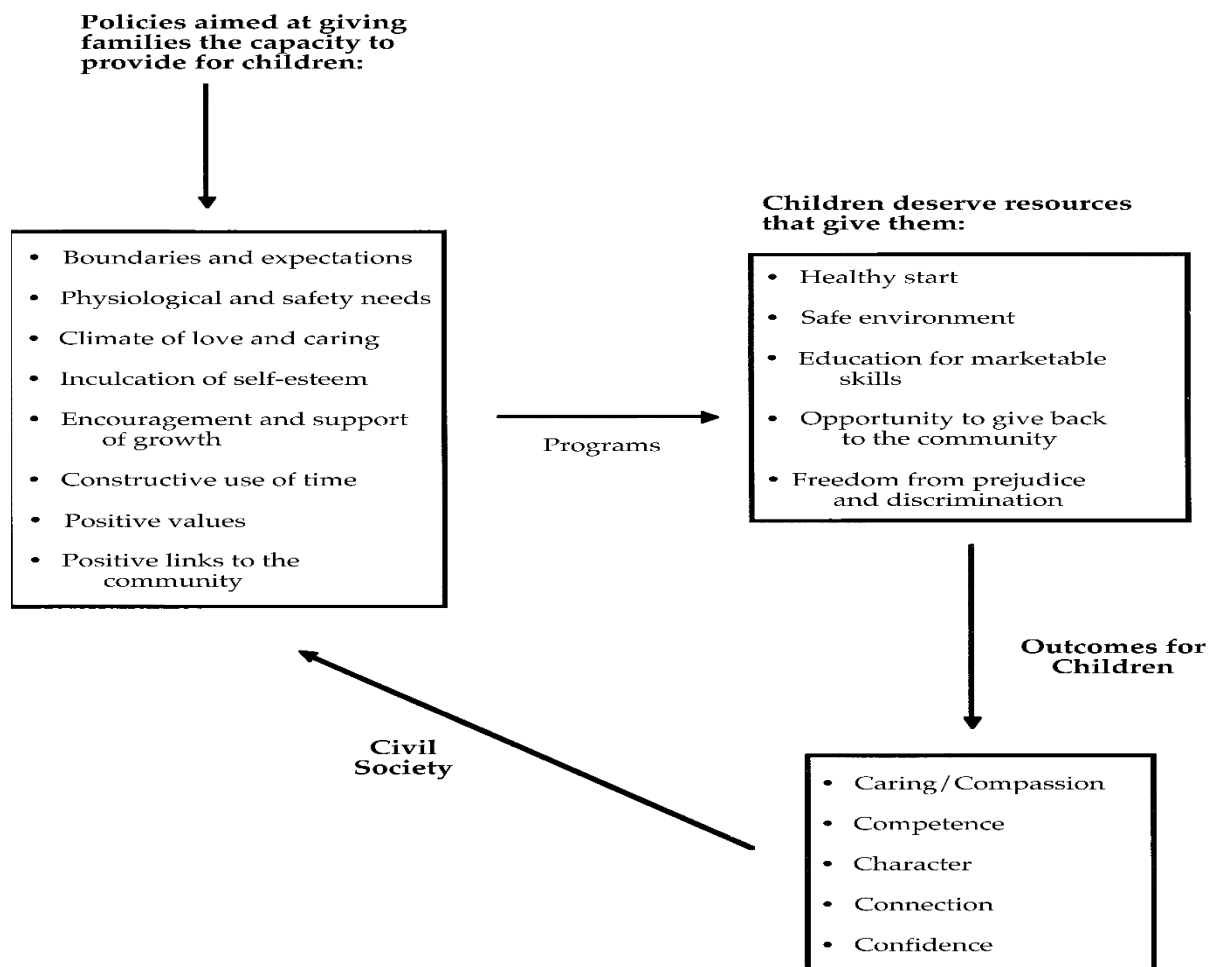 Policies aimed at giving
families the capacity to
provide for children:
• Boundaries and expectations
• Physiological and safety needs
• Climate of love and caring
• Inculcation of self-esteem
• Encouragement and support
of growth
• Constructive use of time
• Positive values
• Positive links to the
community
Programs
Children deserve resources
that give them:
• Healthy start
• Safe environment
• Education for marketable
skills
• Opportunity to give back
to the community
• Freedom from prejudice
and discrimination
Outcomes for
Children
• Caring/Compassion
• Competence
• Character
• Connection
• Confidence
Civil
Society